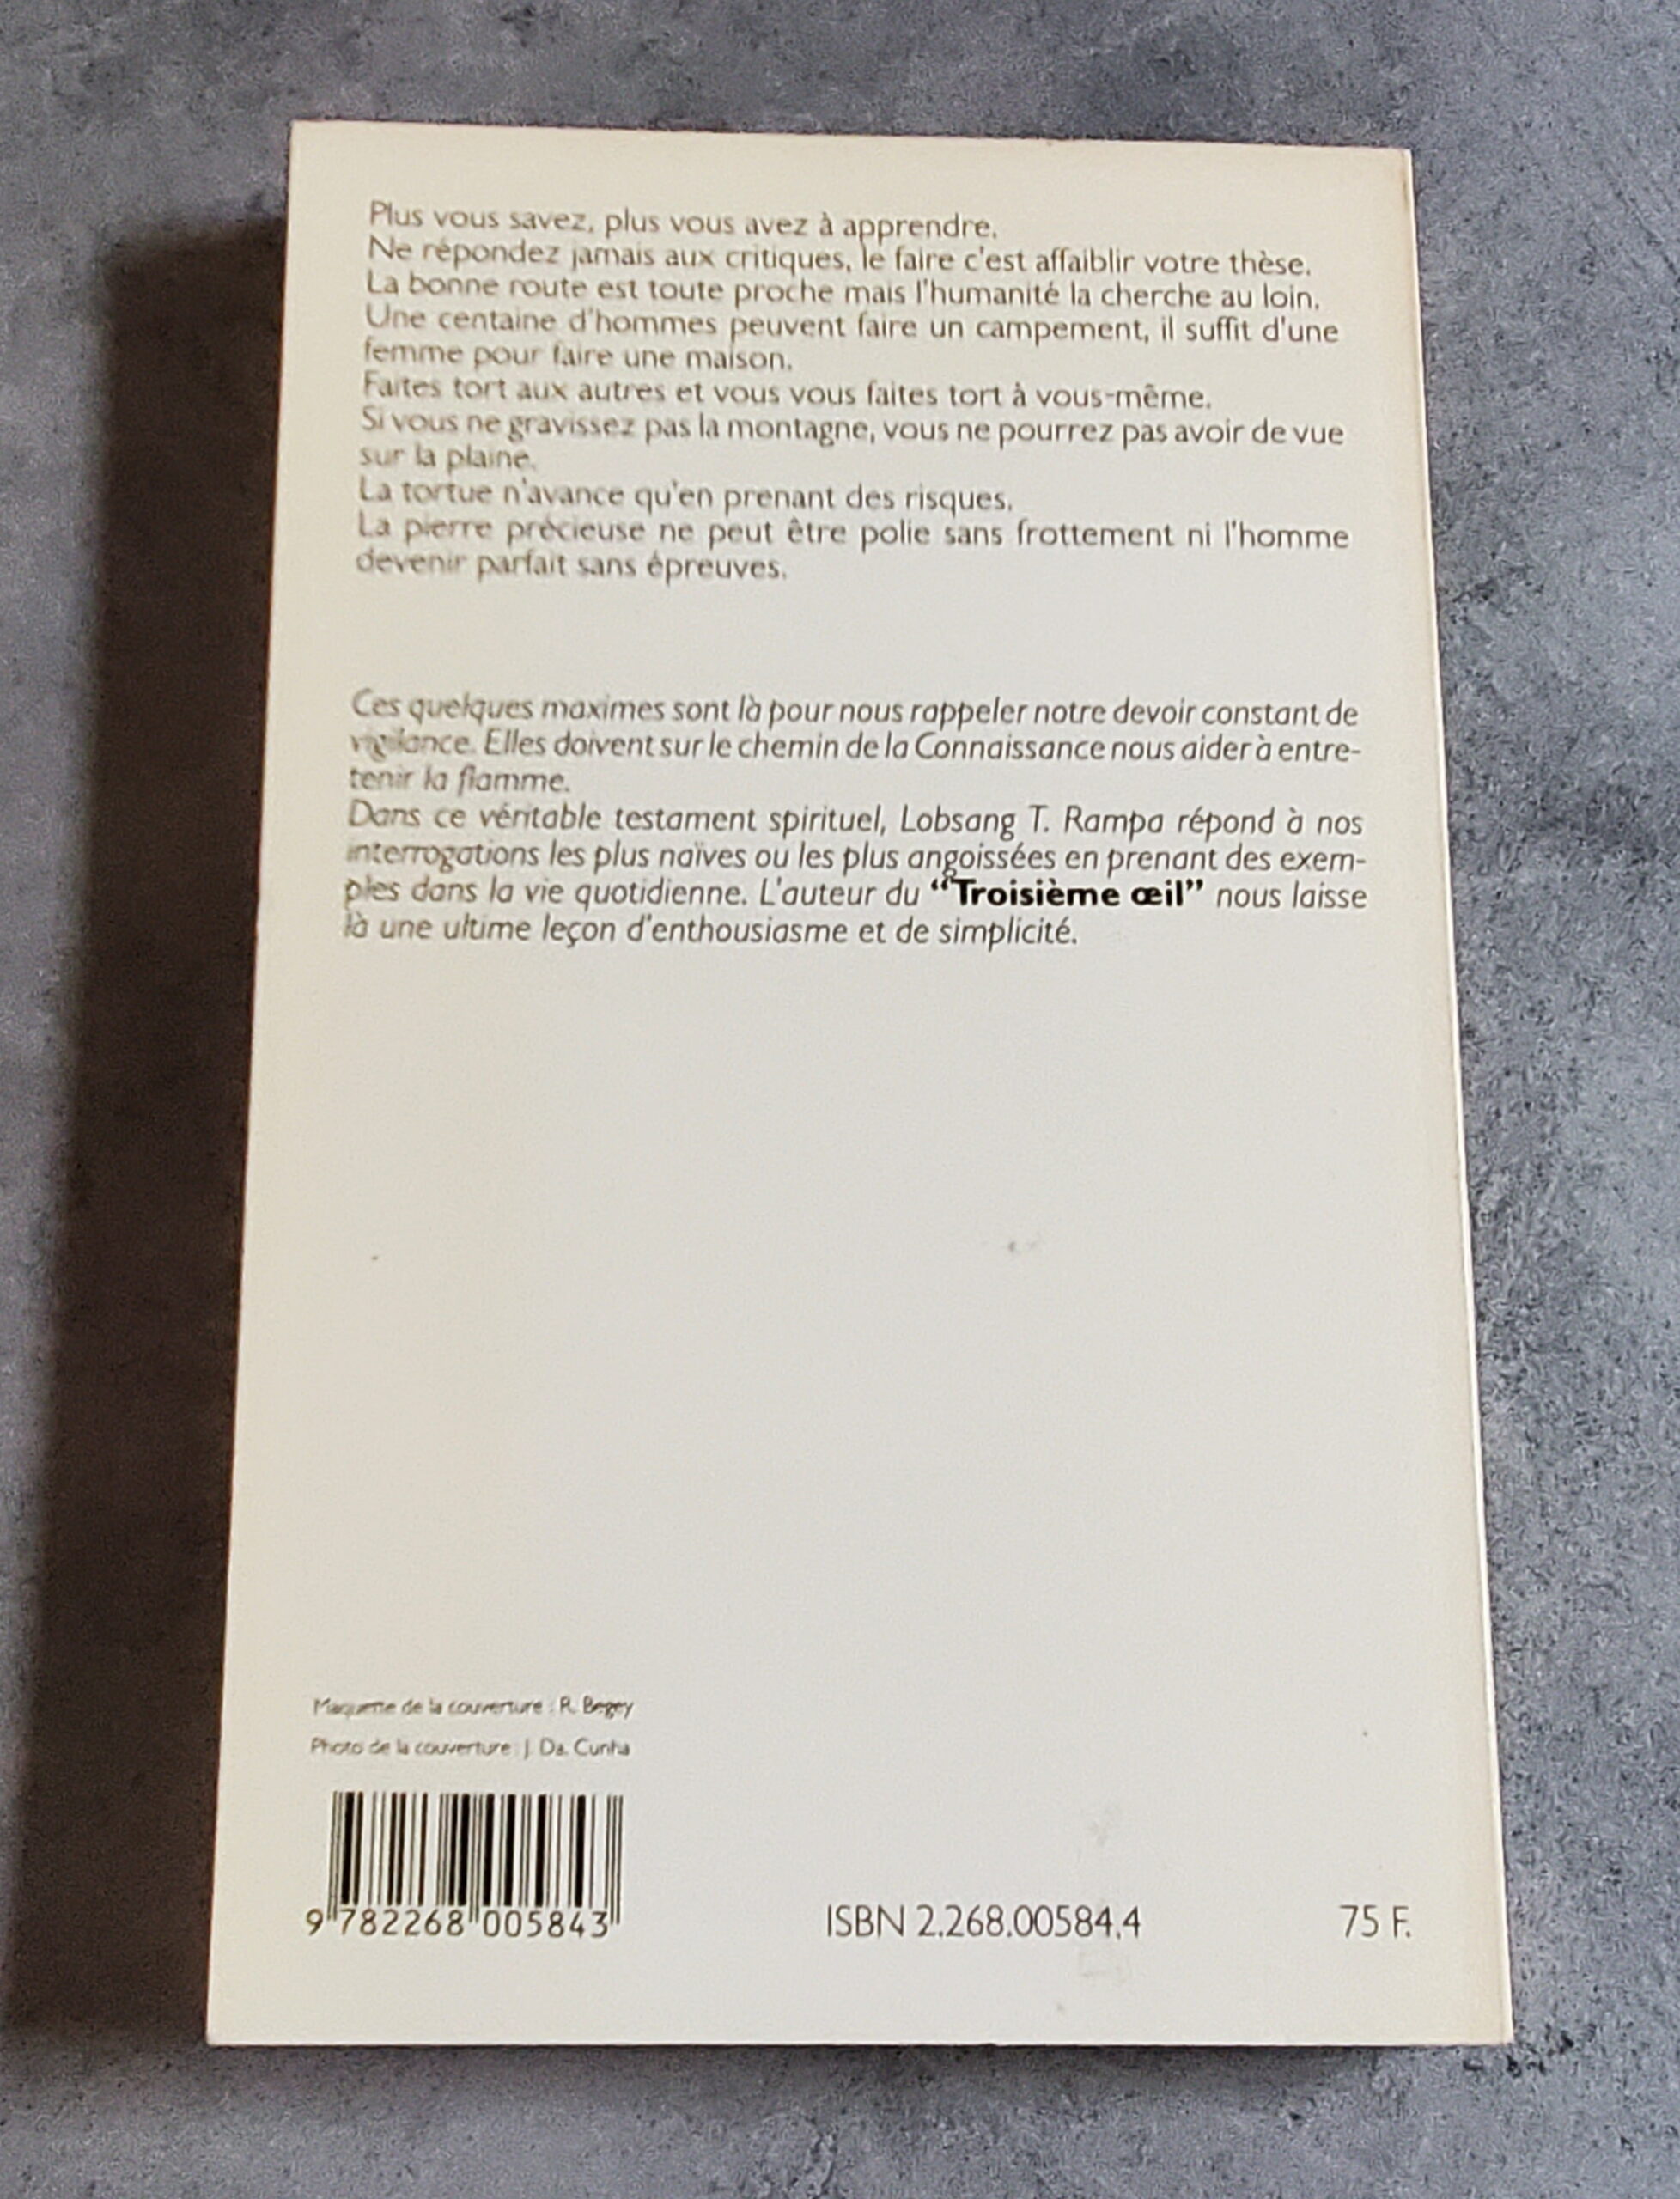 Plus vous savez, plus vous avez à apprendre.
Ne répondez jamais aux critiques, le faire c'est affaiblir votre thèse.
La bonne route est toute proche mais l'humanité la cherche au loin.
Une centaine d'hommes peuvent faire un campement, il suffit d'une
femme pour faire une maison.
Faites tort aux autres et vous vous faites tort à vous-même.
Si vous ne gravissez pas la montagne, vous ne pourrez pas avoir de vue
sur la plaine.
La tortue n'avance qu'en prenant des risques.
La pierre précieuse ne peut être polie sans frottement ni l'homme
devenir parfait sans épreuves.
Ces quelques maximes sont là pour nous rappeler notre devoir constant de
vigilance. Elles doivent sur le chemin de la Connaissance nous aider à entre-
tenir la flamme.
Dans ce véritable testament spirituel, Lobsang T. Rampa répond à nos
interrogations les plus naïves ou les plus angoissées en prenant des exem-
ples dans la vie quotidienne. L'auteur du "Troisième œil" nous laisse
là une ultime leçon d'enthousiasme et de simplicité.
Maquette de la couverture : R. Begey
Photo de la couverture : J. Da. Cunha
9 782268 005843
ISBN 2.268.00584.4
75 F.